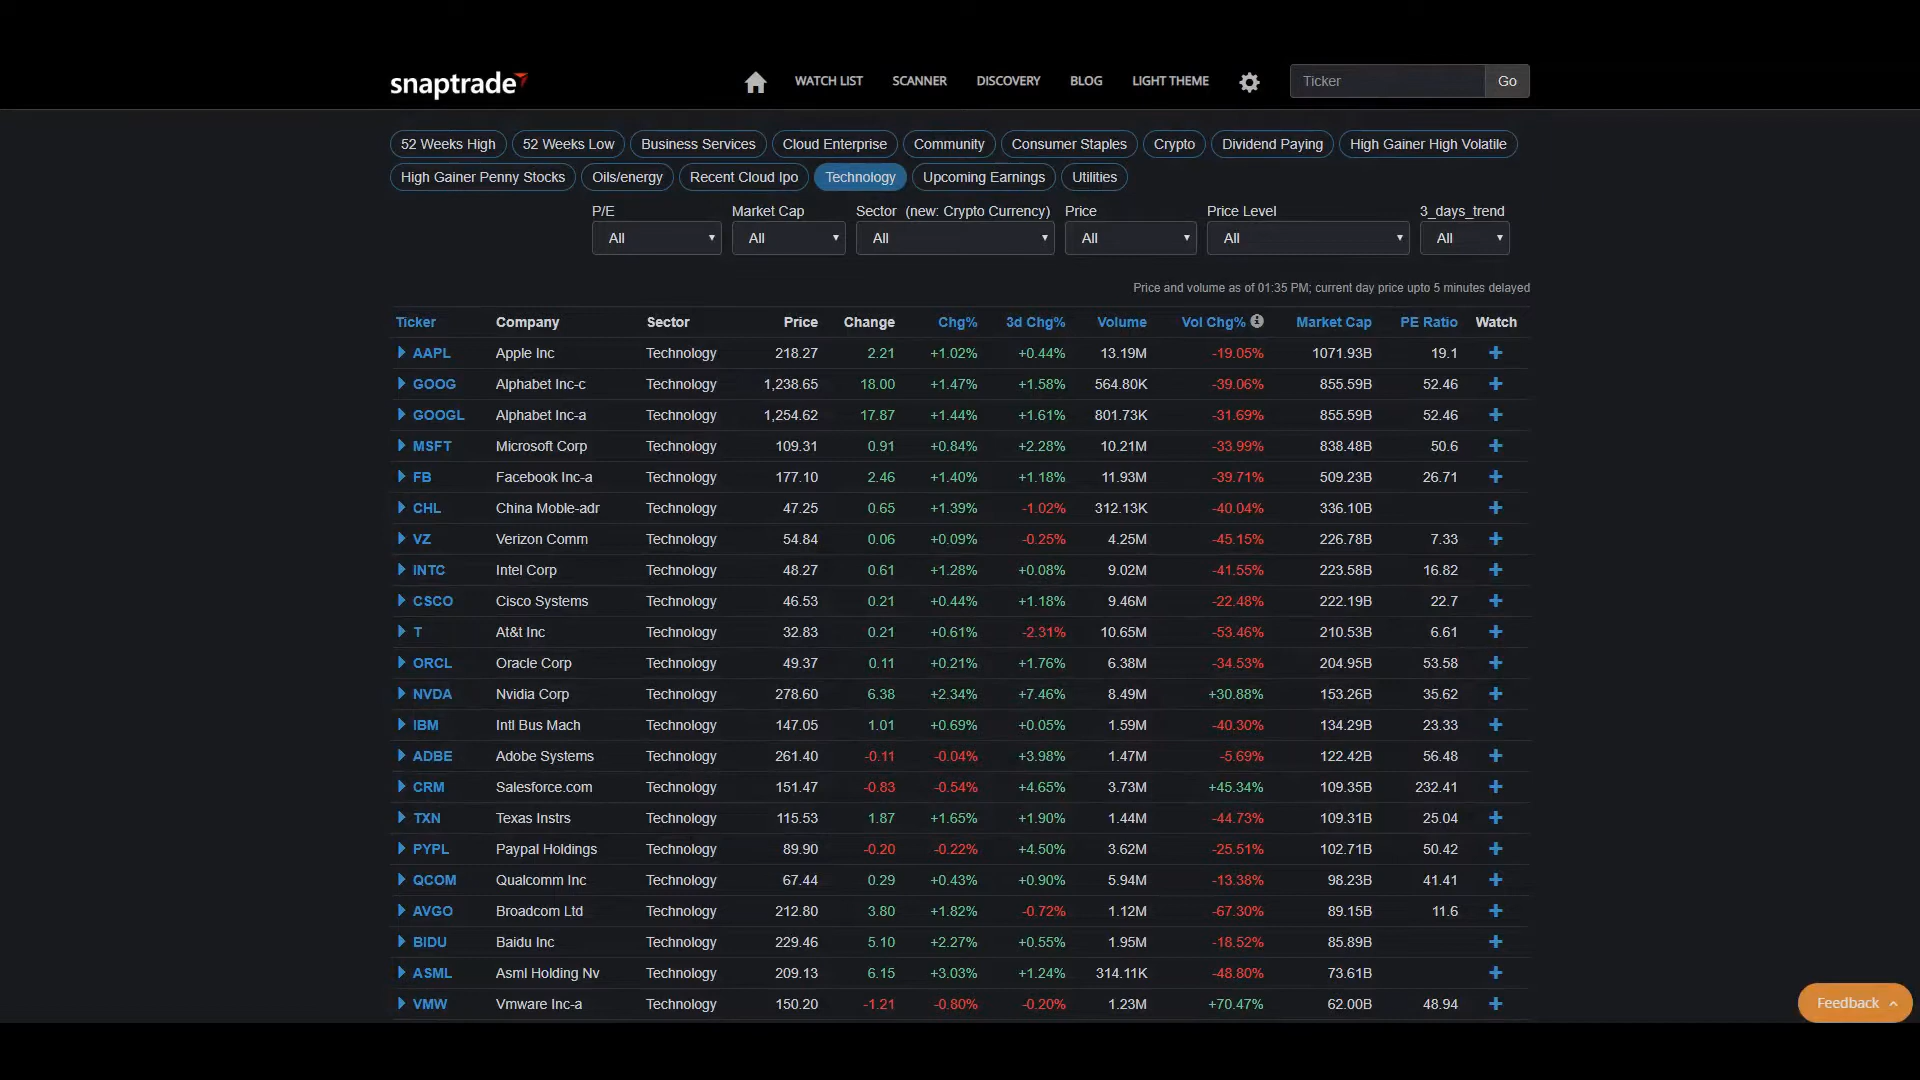 snaptrade
WATCH LIST SCANNER DISCOVERY BLOG LIGHT THEME Ticker Go
52 Weeks High 52 Weeks Low Business Services Cloud Enterprise Community Consumer Staples Crypto Dividend Paying High Gainer High Volatile
High Gainer Penny Stocks Oils/energy Recent Cloud Ipo Technology Upcoming Earnings Utilities
P/E Market Cap Sector (new: Crypto Currency) Price Price Level 3_days_trend
All All All All All All
Price and volume as of 01:35 PM; current day price upto 5 minutes delayed
Ticker Company Sector Price Change Chg% 3d Chg% Volume Vol Chg% Market Cap PE Ratio Watch
AAPL Apple Inc Technology 218.27 2.21 +1.02% +0.44% 13.19M -19.05% 1071.93B 19.1 +
GOOG Alphabet Inc-c Technology 1,238.65 18.00 +1.47% +1.58% 564.80K -39.06% 855.59B 52.46 +
GOOGL Alphabet Inc-a Technology 1,254.62 17.87 +1.44% +1.61% 801.73K -31.69% 855.59B 52.46 +
MSFT Microsoft Corp Technology 109.31 0.91 +0.84% +2.28% 10.21M -33.99% 838.48B 50.6 +
FB Facebook Inc-a Technology 177.10 2.46 +1.40% +1.18% 11.93M -39.71% 509.23B 26.71 +
CHL China Moble-adr Technology 47.25 0.65 +1.39% -1.02% 312.13K -40.04% 336.10B +
VZ Verizon Comm Technology 54.84 0.06 +0.09% -0.25% 4.25M -45.15% 226.78B 7.33 +
INTC Intel Corp Technology 48.27 0.61 +1.28% +0.08% 9.02M -41.55% 223.58B 16.82 +
CSCO Cisco Systems Technology 46.53 0.21 +0.44% +1.18% 9.46M -22.48% 222.19B 22.7 +
T At&t Inc Technology 32.83 0.21 +0.61% -2.31% 10.65M -53.46% 210.53B 6.61 +
ORCL Oracle Corp Technology 49.37 0.11 +0.21% +1.76% 6.38M -34.53% 204.95B 53.58 +
NVDA Nvidia Corp Technology 278.60 6.38 +2.34% +7.46% 8.49M +30.88% 153.26B 35.62 +
IBM Intl Bus Mach Technology 147.05 1.01 +0.69% +0.05% 1.59M -40.30% 134.29B 23.33 +
ADBE Adobe Systems Technology 261.40 -0.11 -0.04% +3.98% 1.47M -5.69% 122.42B 56.48 +
CRM Salesforce.com Technology 151.47 -0.83 -0.54% +4.65% 3.73M +45.34% 109.35B 232.41 +
TXN Texas Instrs Technology 115.53 1.87 +1.65% +1.90% 1.44M -44.73% 109.31B 25.04 +
PYPL Paypal Holdings Technology 89.90 -0.20 -0.22% +4.50% 3.62M -25.51% 102.71B 50.42 +
QCOM Qualcomm Inc Technology 67.44 0.29 +0.43% +0.90% 5.94M -13.38% 98.23B 41.41 +
AVGO Broadcom Ltd Technology 212.80 3.80 +1.82% -0.72% 1.12M -67.30% 89.15B 11.6 +
BIDU Baidu Inc Technology 229.46 5.10 +2.27% +0.55% 1.95M -18.52% 85.89B +
ASML Asml Holding Nv Technology 209.13 6.15 +3.03% +1.24% 314.11K -48.80% 73.61B +
VMW Vmware Inc-a Technology 150.20 -1.21 -0.80% -0.20% 1.23M +70.47% 62.00B 48.94 +
Feedback